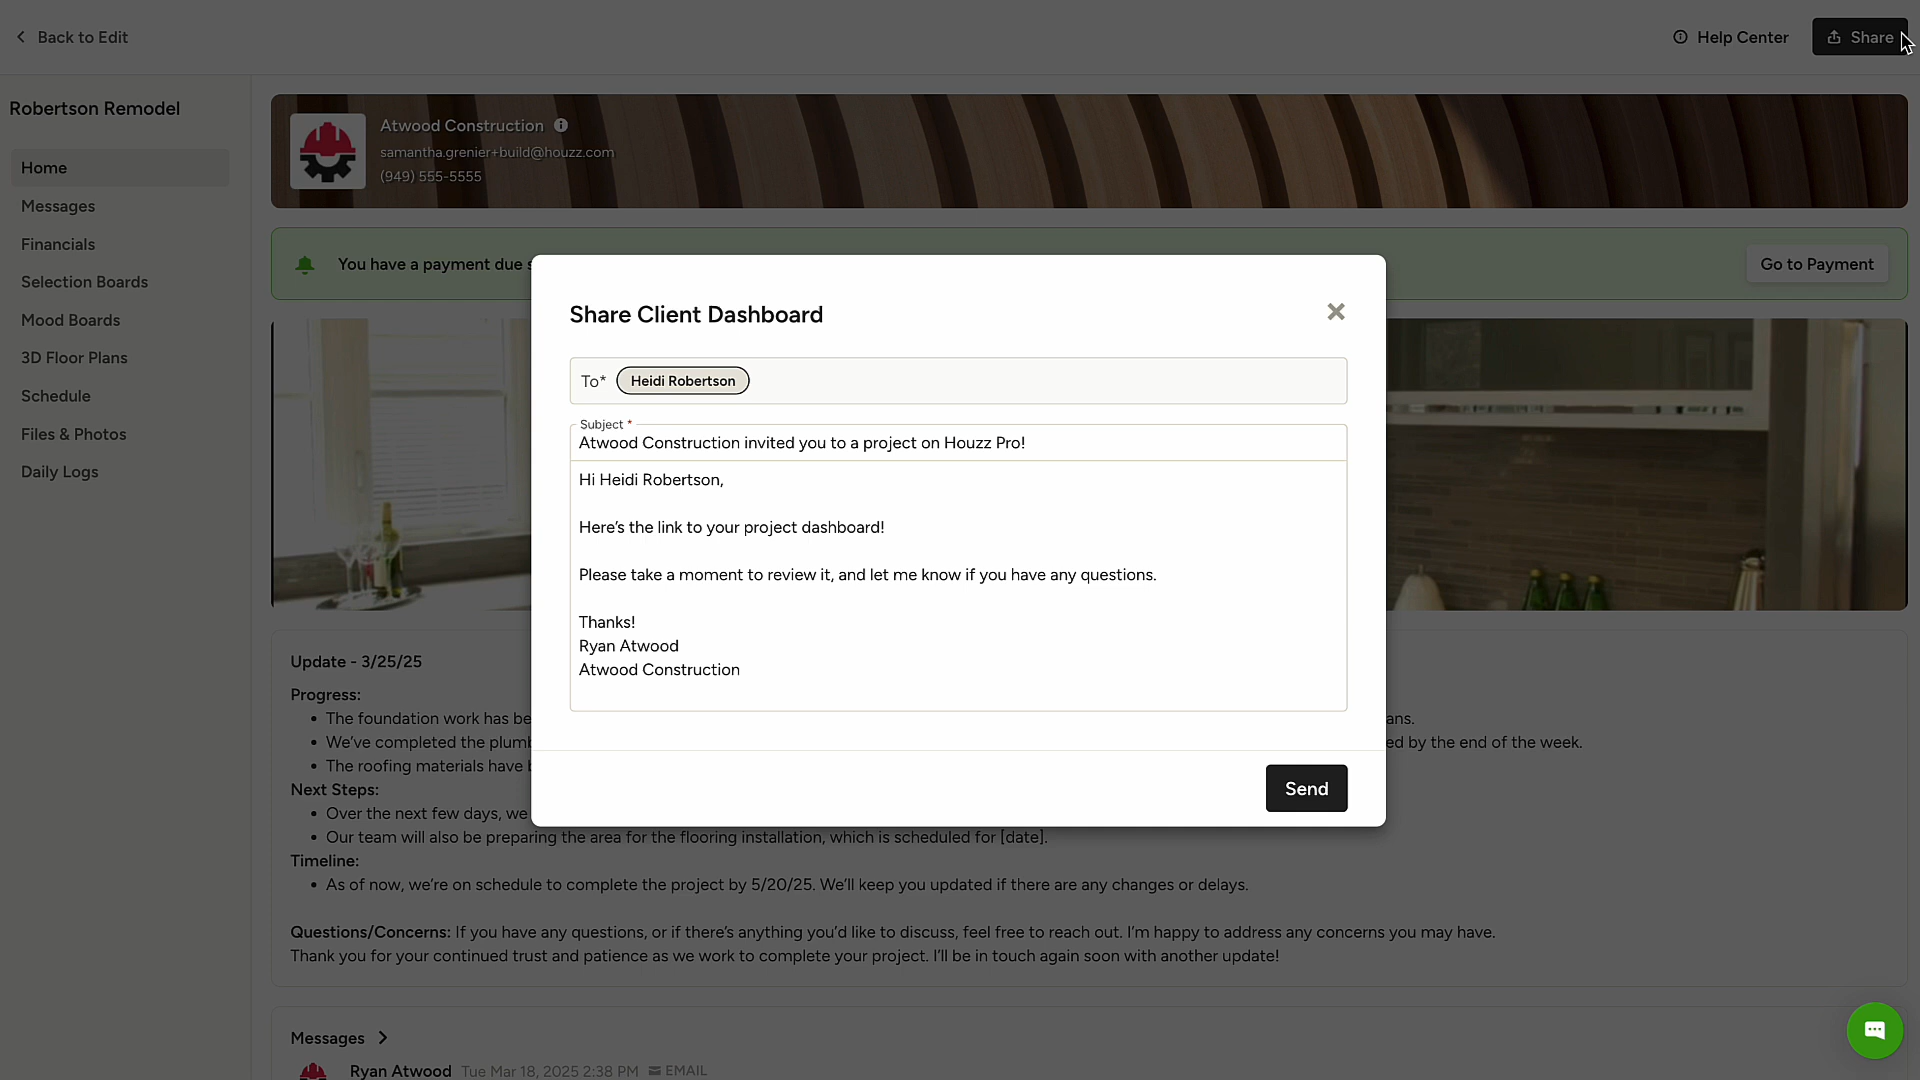 Back to Edit
Help Center
Share
Robertson Remodel
Home
Messages
Financials
Selection Boards
Mood Boards
3D Floor Plans
Schedule
Files & Photos
Daily Logs
Atwood Construction
samantha.grenier+build@houzz.com
(949) 555-5555
You have a payment due
Go to Payment
Share Client Dashboard
To* Heidi Robertson
Subject *
Atwood Construction invited you to a project on Houzz Pro!
Hi Heidi Robertson,
Here's the link to your project dashboard!
Please take a moment to review it, and let me know if you have any questions.
Thanks!
Ryan Atwood
Atwood Construction
Send
Update - 3/25/25
Progress:
• The foundation work has be
ans.
• We've completed the plumb
ed by the end of the week.
• The roofing materials have
Next Steps:
• Over the next few days, we
• Our team will also be preparing the area for the flooring installation, which is scheduled for [date].
Timeline:
• As of now, we're on schedule to complete the project by 5/20/25. We'll keep you updated if there are any changes or delays.
Questions/Concerns: If you have any questions, or if there's anything you'd like to discuss, feel free to reach out. I'm happy to address any concerns you may have.
Thank you for your continued trust and patience as we work to complete your project. I'll be in touch again soon with another update!
Messages
Ryan Atwood Tue Mar 18, 2025 2:38 PM EMAIL